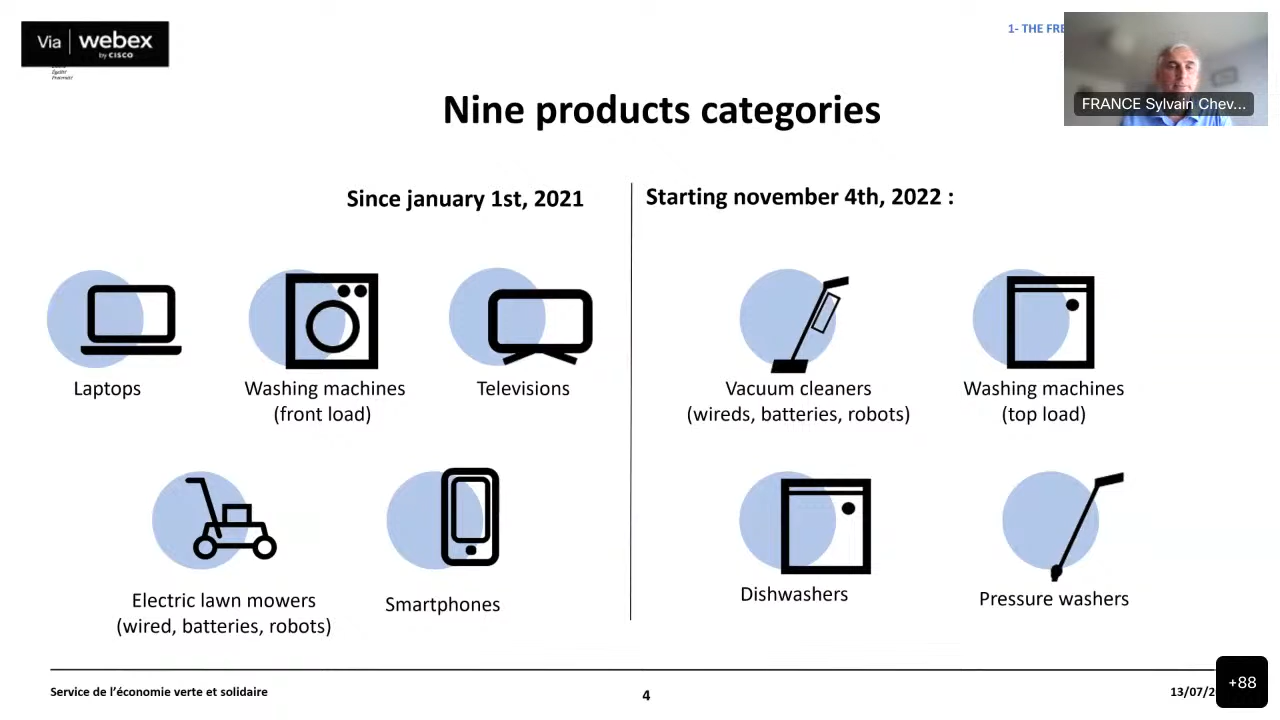 Via webex
by CISCO
Égalité
Fraternité
1- THE FRE
FRANCE Sylvain Chev...
Nine products categories
Since january 1st, 2021
Starting november 4th, 2022 :
Laptops
Washing machines
(front load)
Televisions
Vacuum cleaners
(wireds, batteries, robots)
Washing machines
(top load)
Electric lawn mowers
(wired, batteries, robots)
Smartphones
Dishwashers
Pressure washers
Service de l’économie verte et solidaire
4
13/07/2
+88